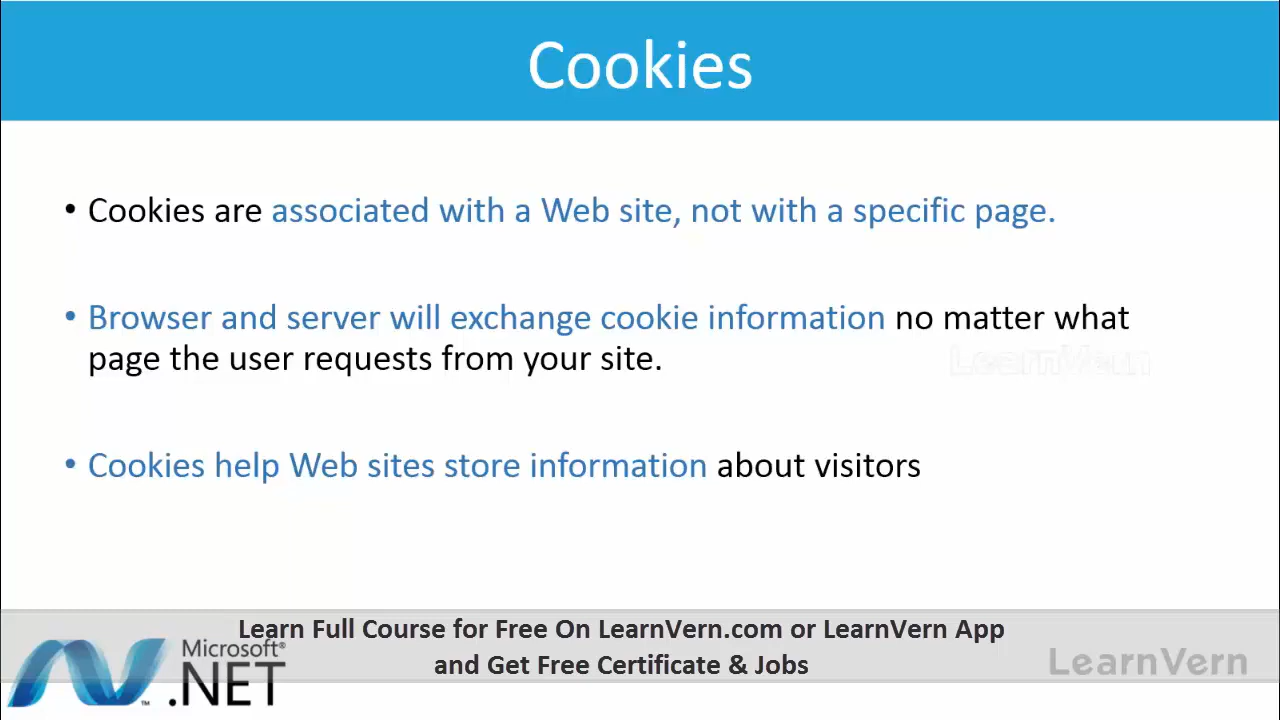 Cookies
• Cookies are associated with a Web site, not with a specific page.
• Browser and server will exchange cookie information no matter what
page the user requests from your site.
LearnVern
• Cookies help Web sites store information about visitors
Learn Full Course for Free On LearnVern.com or LearnVern App
and Get Free Certificate & Jobs
Microsoft®
.NET™
LearnVern